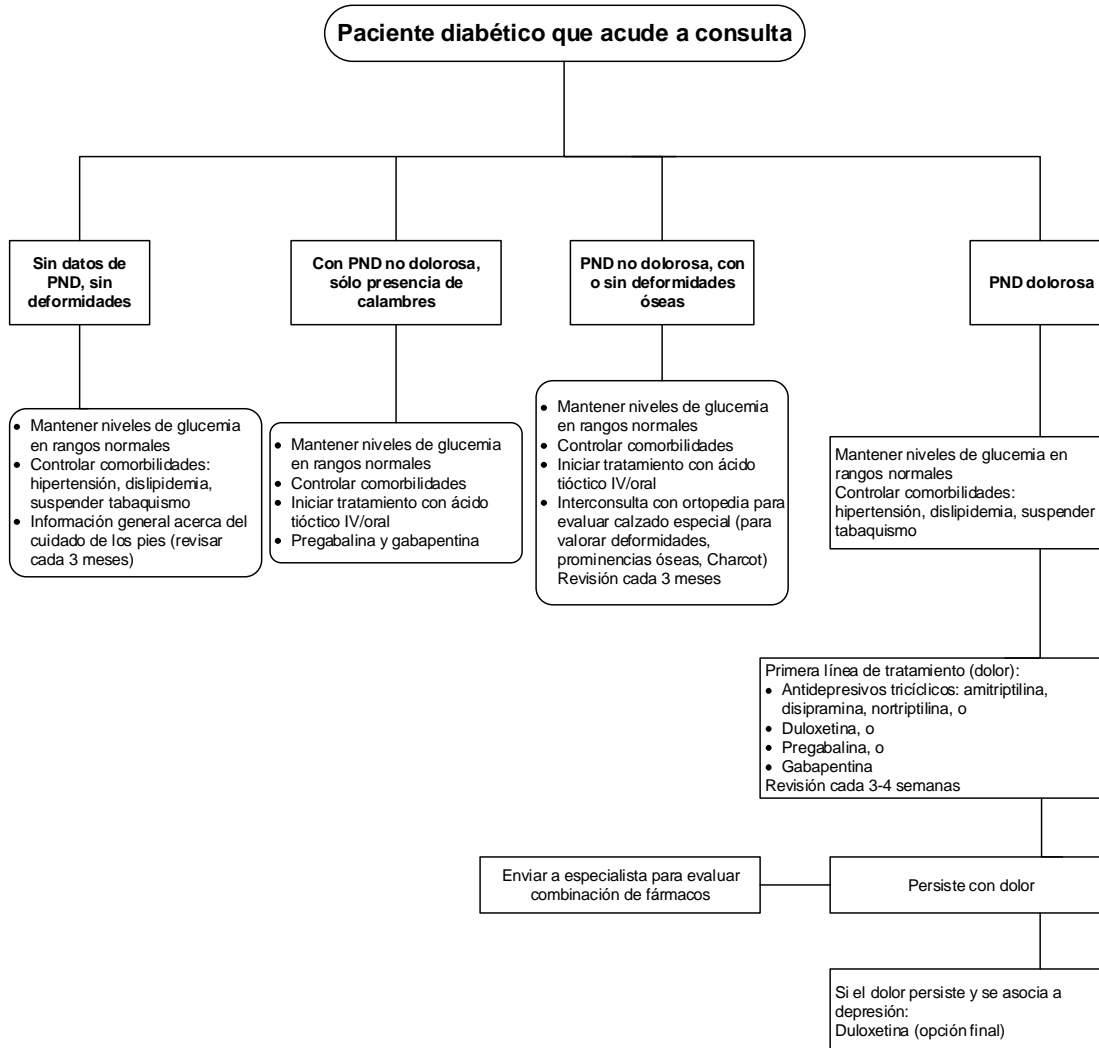 Paciente diabético que acude a consulta
Sin datos de
PND, sin
deformidades
Con PND no dolorosa,
sólo presencia de
calambres
PND no dolorosa, con
o sin deformidades
óseas
PND dolorosa
• Mantener niveles de glucemia
en rangos normales
• Controlar comorbilidades:
hipertensión, dislipidemia,
suspender tabaquismo
• Información general acerca del
cuidado de los pies (revisar
cada 3 meses)
• Mantener niveles de glucemia
en rangos normales
• Controlar comorbilidades
• Iniciar tratamiento con ácido
tióctico IV/oral
• Pregabalina y gabapentina
• Mantener niveles de glucemia
en rangos normales
• Controlar comorbilidades
• Iniciar tratamiento con ácido
tióctico IV/oral
• Interconsulta con ortopedia para
evaluar calzado especial (para
valorar deformidades,
prominencias óseas, Charcot)
Revisión cada 3 meses
Mantener niveles de glucemia en
rangos normales
Controlar comorbilidades:
hipertensión, dislipidemia, suspender
tabaquismo
Primera línea de tratamiento (dolor):
• Antidepresivos tricíclicos: amitriptilina,
disipramina, nortriptilina, o
• Duloxetina, o
• Pregabalina, o
• Gabapentina
Revisión cada 3-4 semanas
Enviar a especialista para evaluar
combinación de fármacos
Persiste con dolor
Si el dolor persiste y se asocia a
depresión:
Duloxetina (opción final)